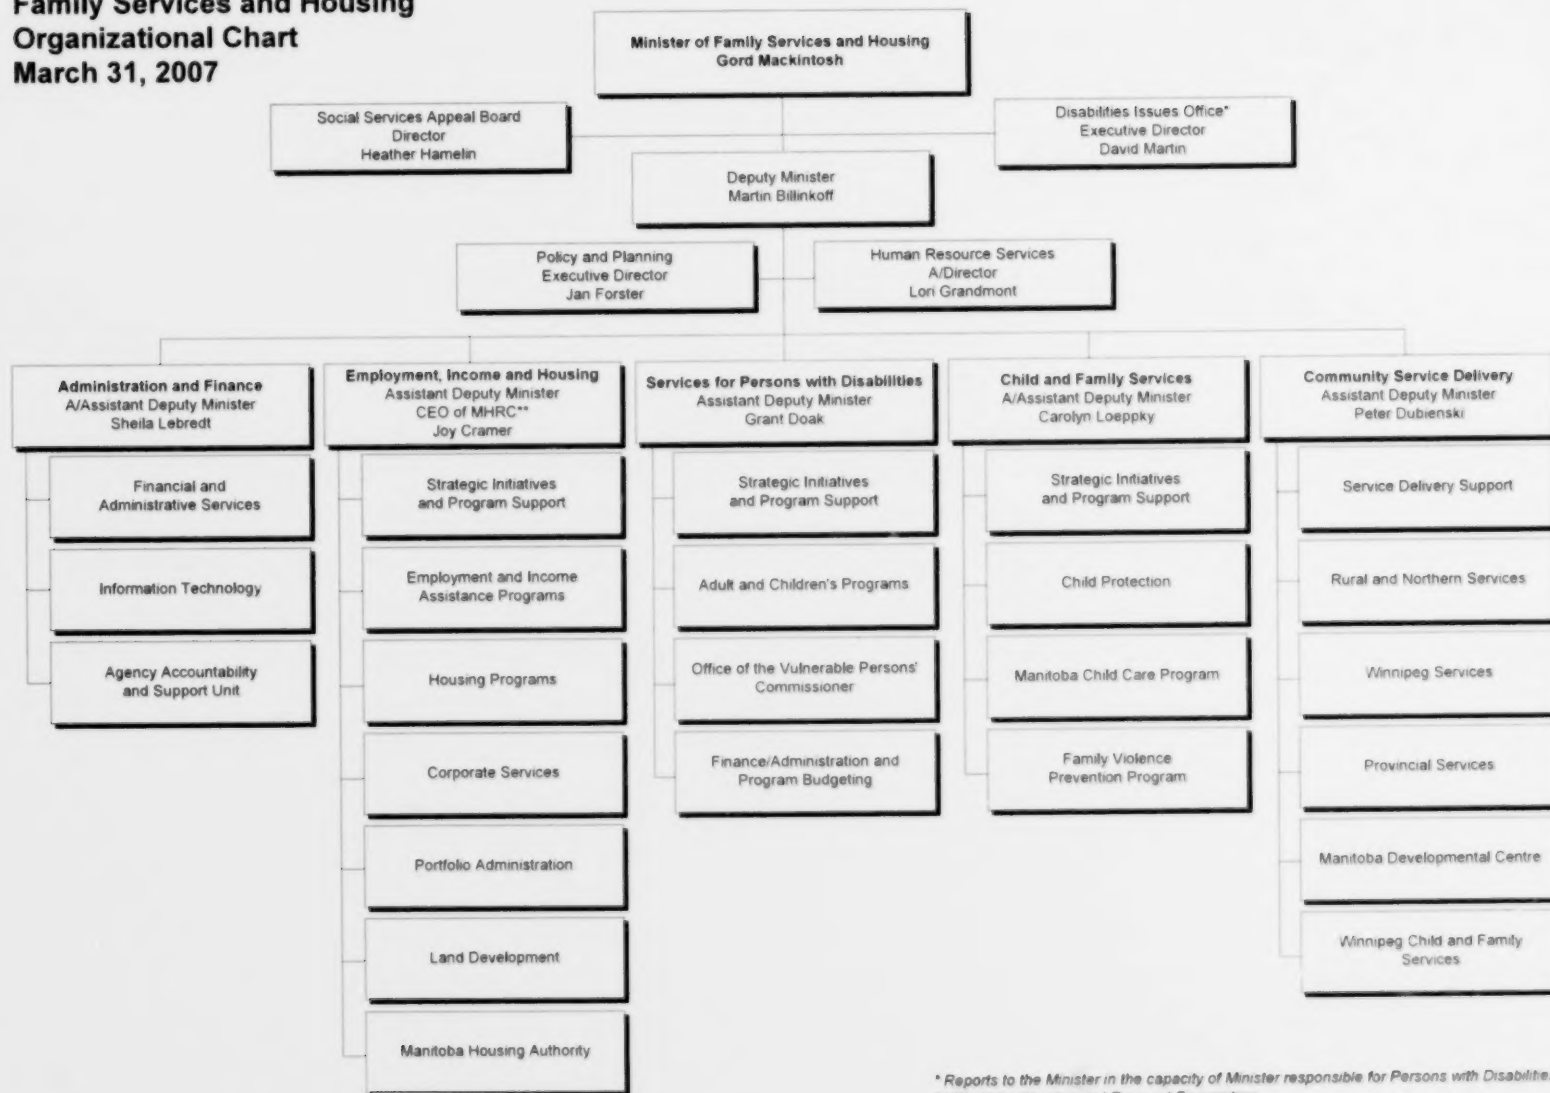 Family Services and Housing
Organizational Chart
March 31, 2007
Minister of Family Services and Housing
Gord Mackintosh
Social Services Appeal Board
Director
Heather Hamelin
Disabilities Issues Office*
Executive Director
David Martin
Deputy Minister
Martin Billinkoff
Policy and Planning
Executive Director
Jan Forster
Human Resource Services
A/Director
Lori Grandmont
Administration and Finance
A/Assistant Deputy Minister
Sheila Lebredt
Financial and
Administrative Services
Information Technology
Agency Accountability
and Support Unit
Employment, Income and Housing
Assistant Deputy Minister
CEO of MHRC**
Joy Cramer
Strategic Initiatives
and Program Support
Employment and Income
Assistance Programs
Housing Programs
Corporate Services
Portfolio Administration
Land Development
Manitoba Housing Authority
Services for Persons with Disabilities
Assistant Deputy Minister
Grant Doak
Strategic Initiatives
and Program Support
Adult and Children's Programs
Office of the Vulnerable Persons'
Commissioner
Finance/Administration and
Program Budgeting
Child and Family Services
A/Assistant Deputy Minister
Carolyn Loeppky
Strategic Initiatives
and Program Support
Child Protection
Manitoba Child Care Program
Family Violence
Prevention Program
Community Service Delivery
Assistant Deputy Minister
Peter Dubienski
Service Delivery Support
Rural and Northern Services
Winnipeg Services
Provincial Services
Manitoba Developmental Centre
Winnipeg Child and Family
Services
* Reports to the Minister in the capacity of Minister responsible for Persons with Disabilitie